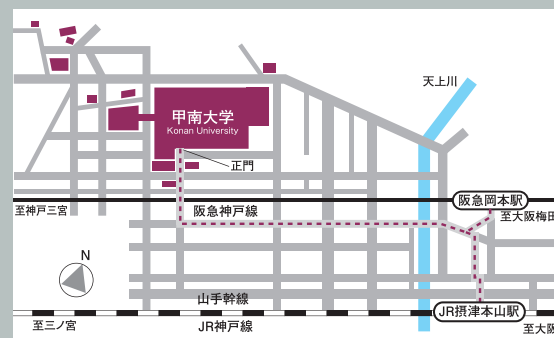 天上川
甲南大学
Konan University
正門
阪急岡本駅
至神戸三宮
阪急神戸線
至大阪梅田
N
山手幹線
JR摂津本山駅
至三ノ宮
JR神戸線
至大阪